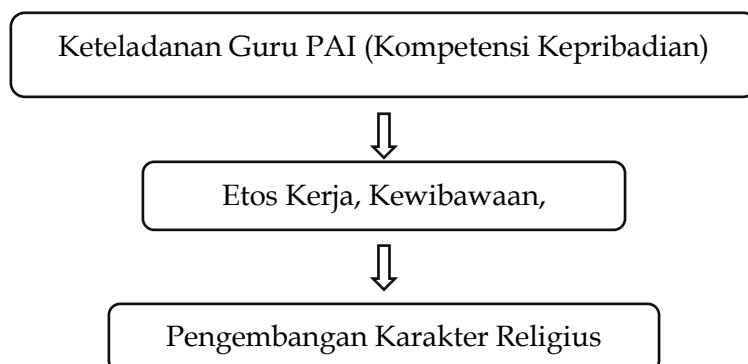 Keteladanan Guru PAI (Kompetensi Kepribadian)
Etos Kerja, Kewibawaan,
Pengembangan Karakter Religius